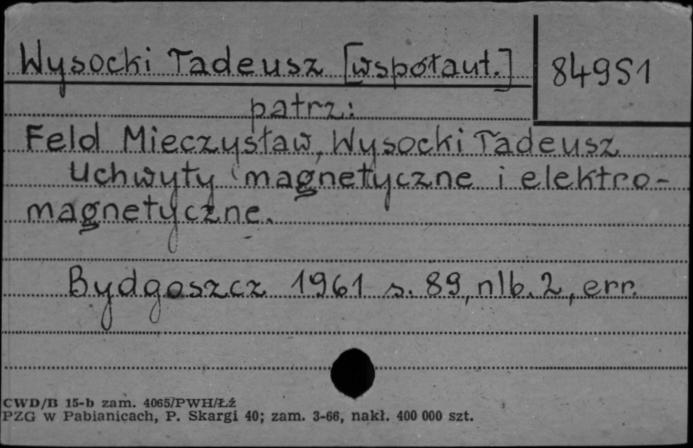 Wysocki Tadeusz [współaut.]
849S1
patrz:
Feld Mieczysław, Wysocki Tadeusz
Uchwyty magnetyczne i elektro-
magnetyczne.
Bydgoszcz 1961 s. 89, nlb. 2, err.
CWD/B 15-b zam. 4065/PWH/Łż
PZG w Pabianicach, P. Skargi 40; zam. 3-66, nakł. 400 000 szt.